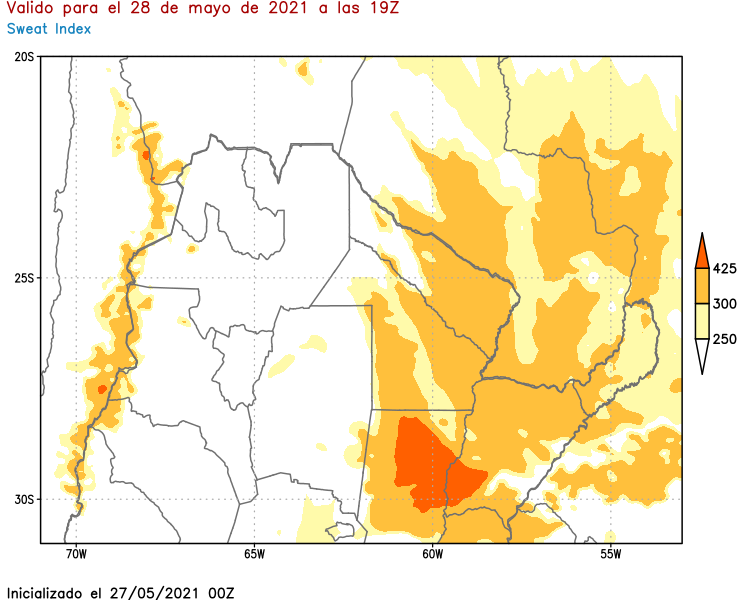 Valido para el 28 de mayo de 2021 a las 19Z
Sweat Index
20S
25S
30S
70W
65W
60W
55W
425
300
250
Inicializado el 27/05/2021 00Z